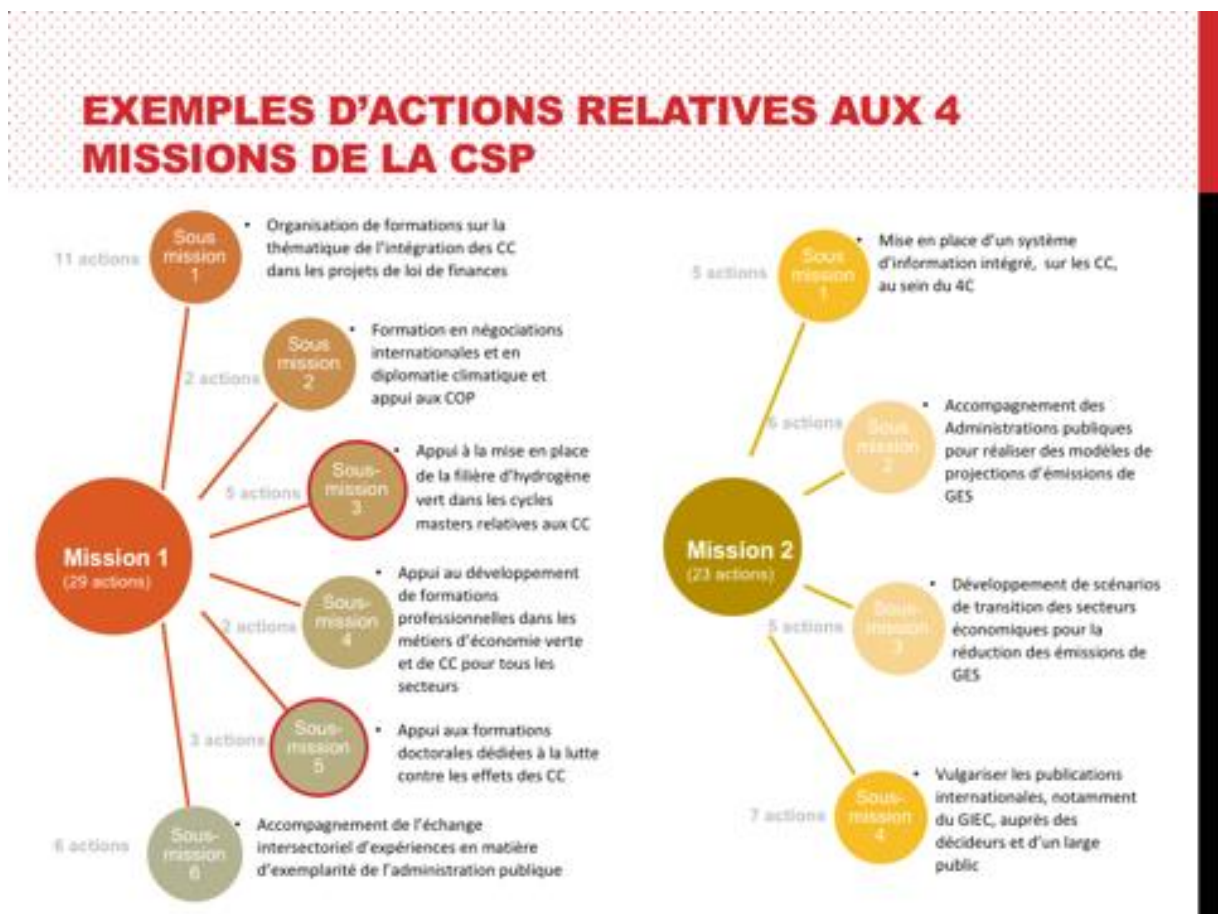 EXEMPLES D'ACTIONS RELATIVES AUX 4
MISSIONS DE LA CSP
11 actions
Sous
mission
1
• Organisation de formations sur la
thématique de l'intégration des CC
dans les projets de loi de finances
2 actions
Sous
mission
2
• Formation en négociations
internationales et en
diplomatie climatique et
appui aux COP
5 actions
Sous-
mission
3
• Appui à la mise en place
de la filière d'hydrogène
vert dans les cycles
masters relatives aux CC
Mission 1
(29 actions)
2 actions
Sous-
mission
4
• Appui au développement
de formations
professionnelles dans les
métiers d'économie verte
et de CC pour tous les
secteurs
3 actions
Sous-
mission
5
• Appui aux formations
doctorales dédiées à la lutte
contre les effets des CC
6 actions
Sous-
mission
6
• Accompagnement de l'échange
intersectoriel d'expériences en matière
d'exemplarité de l'administration publique
5 actions
Sous
mission
1
• Mise en place d'un système
d'information intégré, sur les CC,
au sein du 4C
6 actions
Sous
mission
2
• Accompagnement des
Administrations publiques
pour réaliser des modèles de
projections d'émissions de
GES
Mission 2
(23 actions)
5 actions
Sous-
mission
3
• Développement de scénarios
de transition des secteurs
économiques pour la
réduction des émissions de
GES
7 actions
Sous-
mission
4
• Vulgariser les publications
internationales, notamment
du GIEC, auprès des
décideurs et d'un large
public